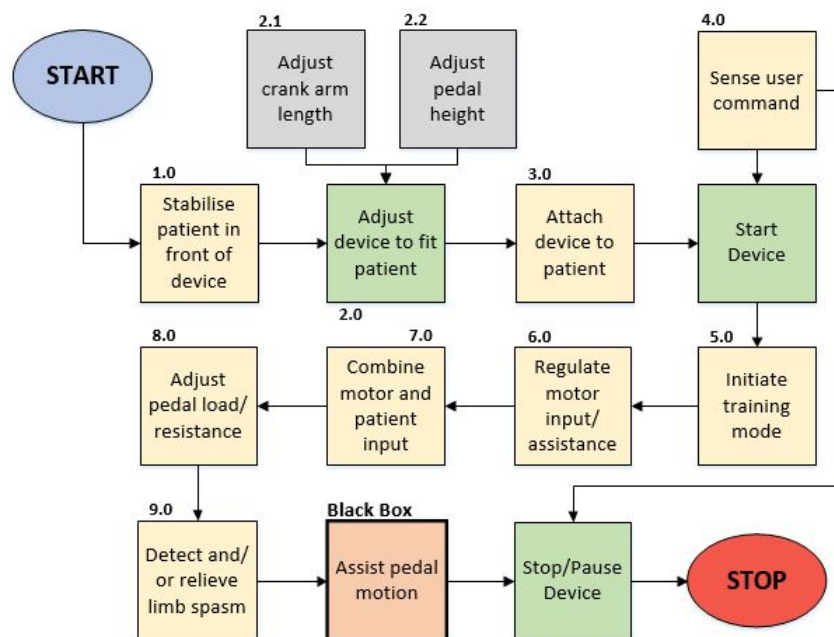 2.1
2.2
4.0
START
Adjust
crank arm
length
Adjust
pedal
height
Sense user
command
1.0
Stabilise
patient in
front of
device
Adjust
device to fit
patient
2.0
3.0
Attach
device to
patient
Start
Device
8.0
Adjust
pedal load/
resistance
7.0
Combine
motor and
patient
input
6.0
Regulate
motor
input/
assistance
5.0
Initiate
training
mode
9.0
Detect and/
or relieve
limb spasm
Black Box
Assist pedal
motion
Stop/Pause
Device
STOP